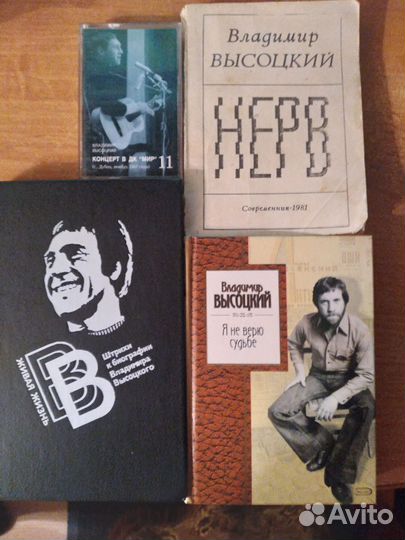 ВЛАДИМИР
ВЫСОЦКИЙ
КОНЦЕРТ В ДК "МИР" 11
Владимир
ВЫСОЦКИЙ
НЕРВ
Современник·1981
ЖИВАЯ ЖИЗНЬ
Штрихи
к биографии
Владимира
Высоцкого
Владимир
ВЫСОЦКИЙ
Я не верю
судьбе
Avito